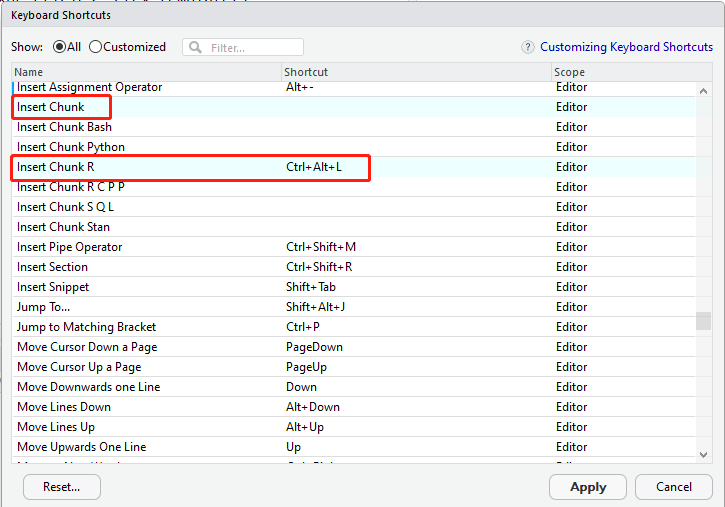 Keyboard Shortcuts
Show: All Customized Filter... ? Customizing Keyboard Shortcuts
Name Shortcut Scope
Insert Assignment Operator Alt+- Editor
Insert Chunk Editor
Insert Chunk Bash Editor
Insert Chunk Python Editor
Insert Chunk R Ctrl+Alt+L Editor
Insert Chunk R C P P Editor
Insert Chunk S Q L Editor
Insert Chunk Stan Editor
Insert Pipe Operator Ctrl+Shift+M Editor
Insert Section Ctrl+Shift+R Editor
Insert Snippet Shift+Tab Editor
Jump To... Shift+Alt+J Editor
Jump to Matching Bracket Ctrl+P Editor
Move Cursor Down a Page PageDown Editor
Move Cursor Up a Page PageUp Editor
Move Downwards one Line Down Editor
Move Lines Down Alt+Down Editor
Move Lines Up Alt+Up Editor
Move Upwards One Line Up Editor
Reset... Apply Cancel